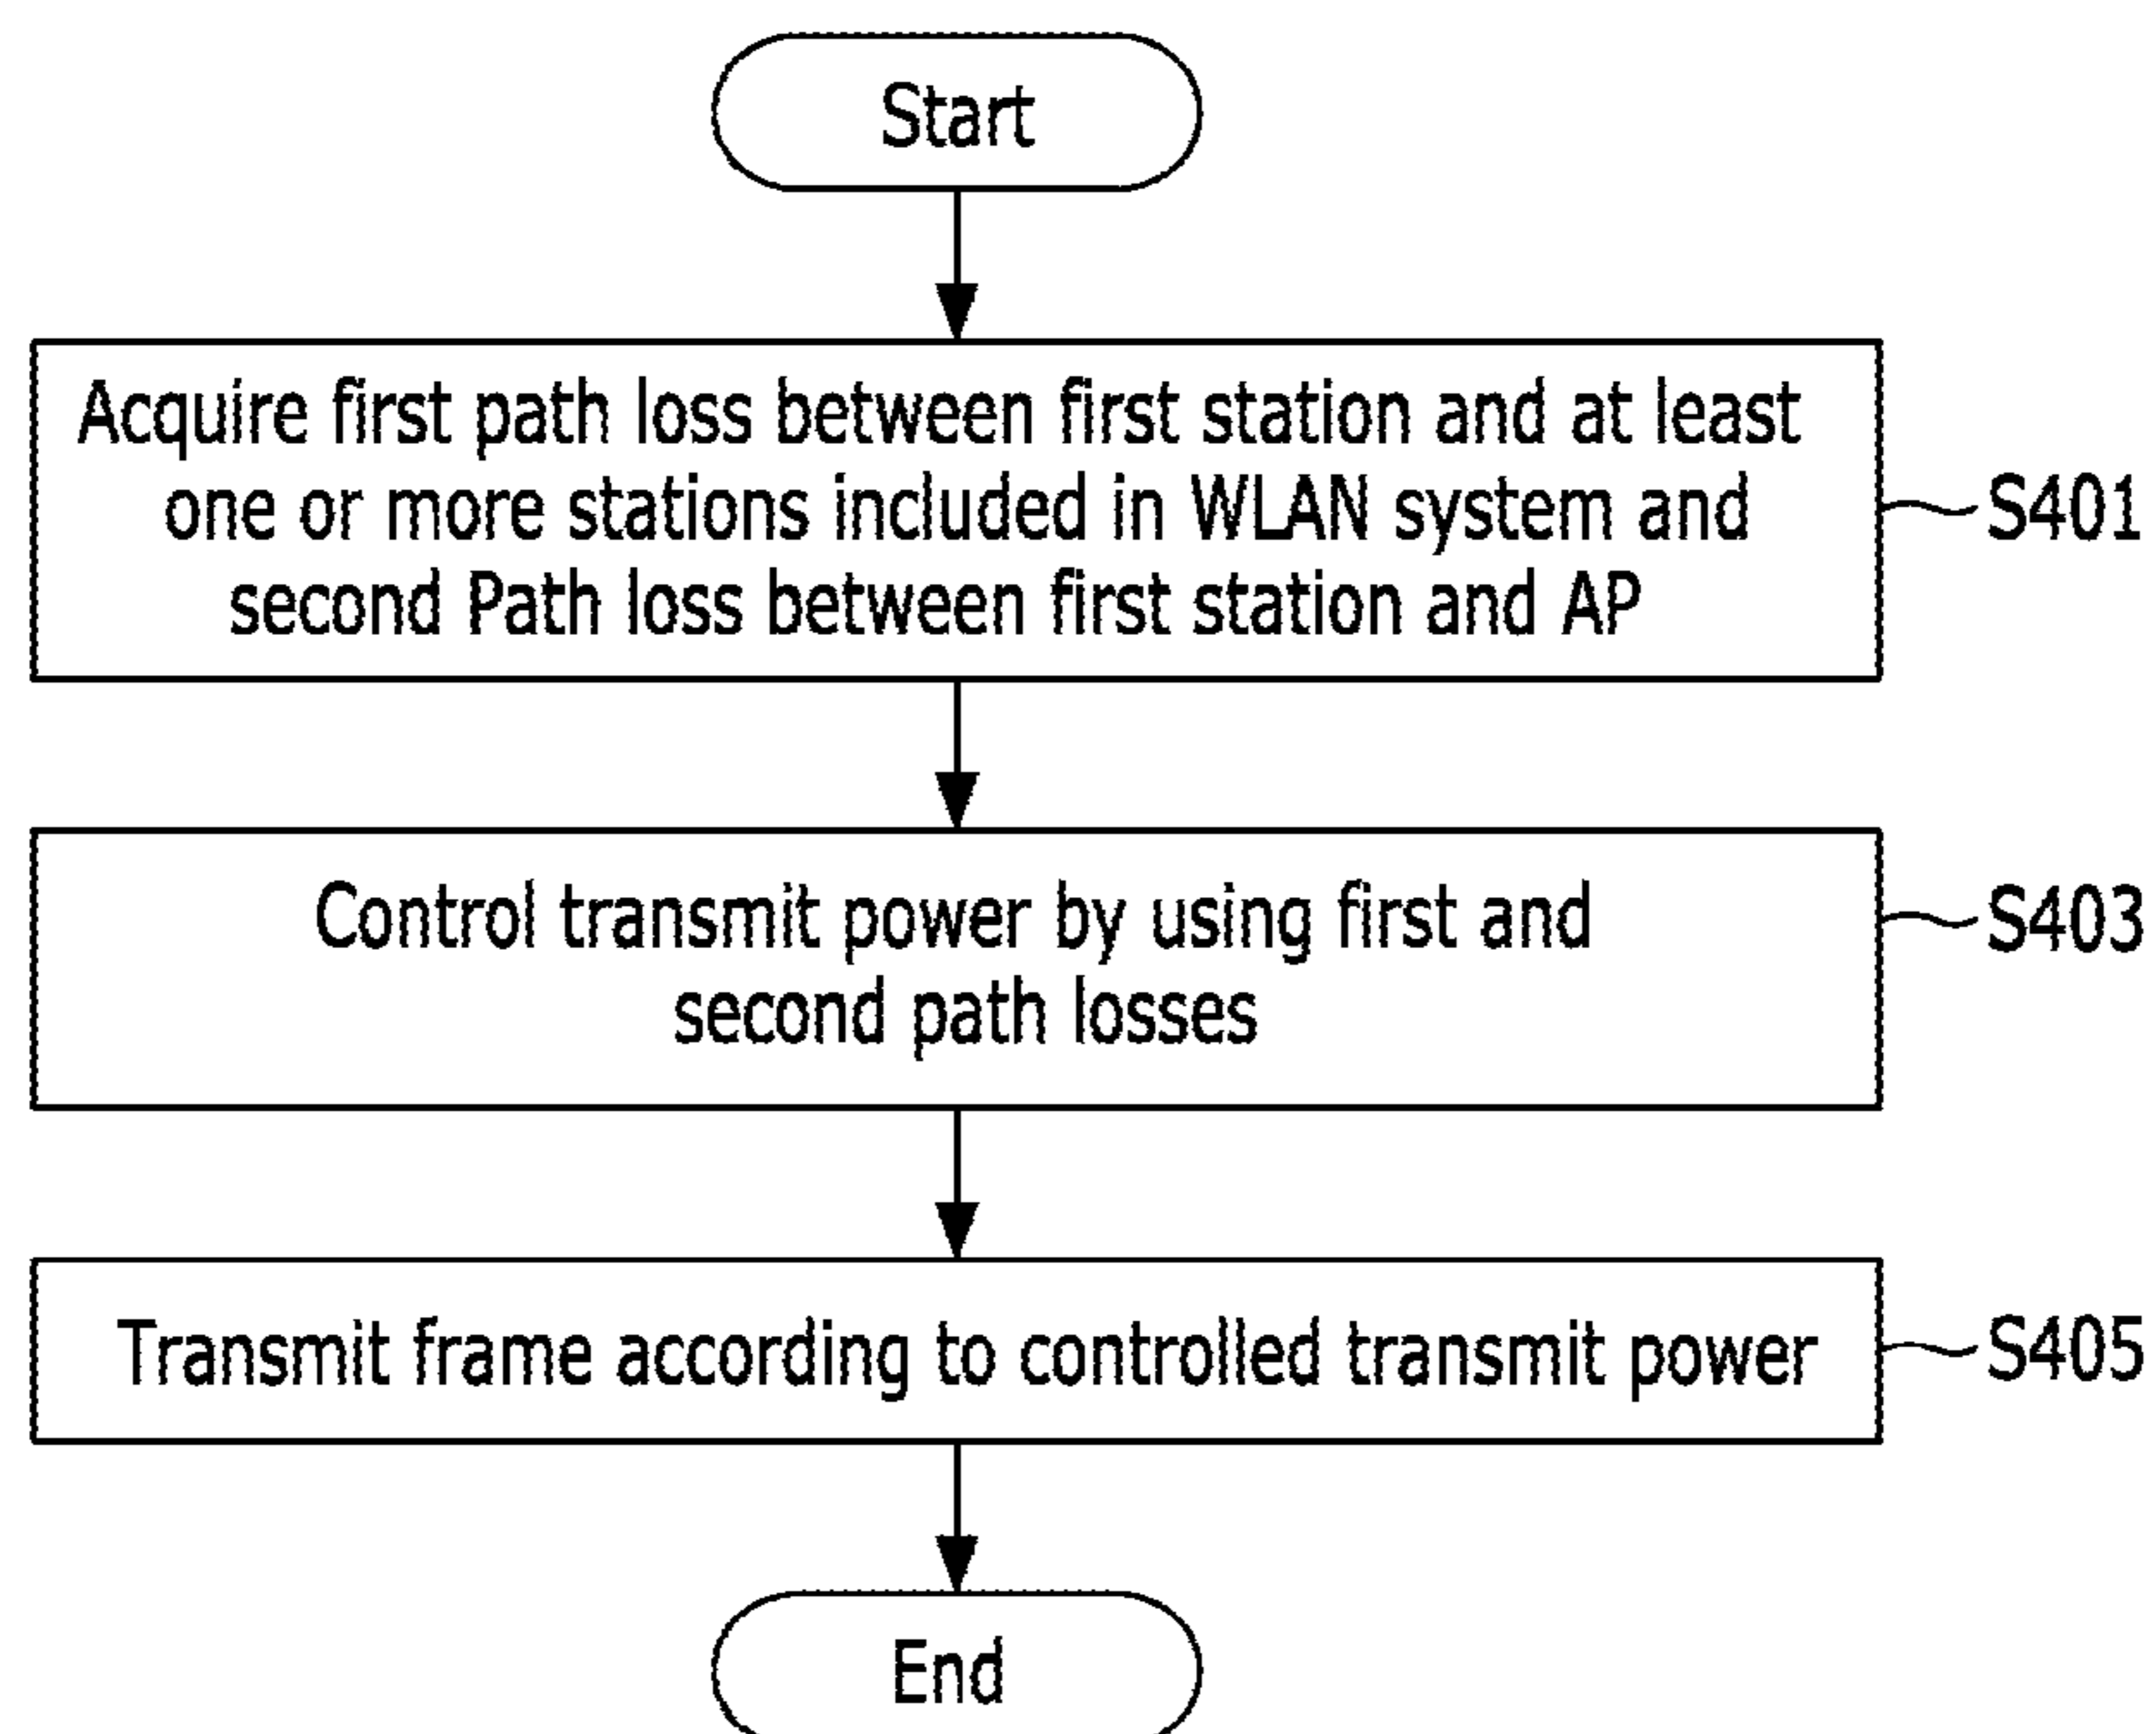 Start
Acquire first path loss between first station and at least
one or more stations included in WLAN system and
second Path loss between first station and AP
S401
Control transmit power by using first and
second path losses
S403
Transmit frame according to controlled transmit power
S405
End